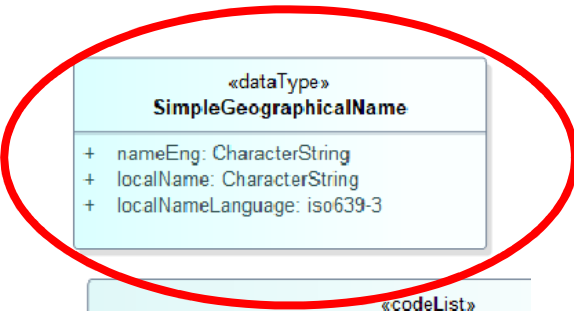 «dataType»
SimpleGeographicalName
+ nameEng: CharacterString
+ localName: CharacterString
+ localNameLanguage: iso639-3
«codeList»